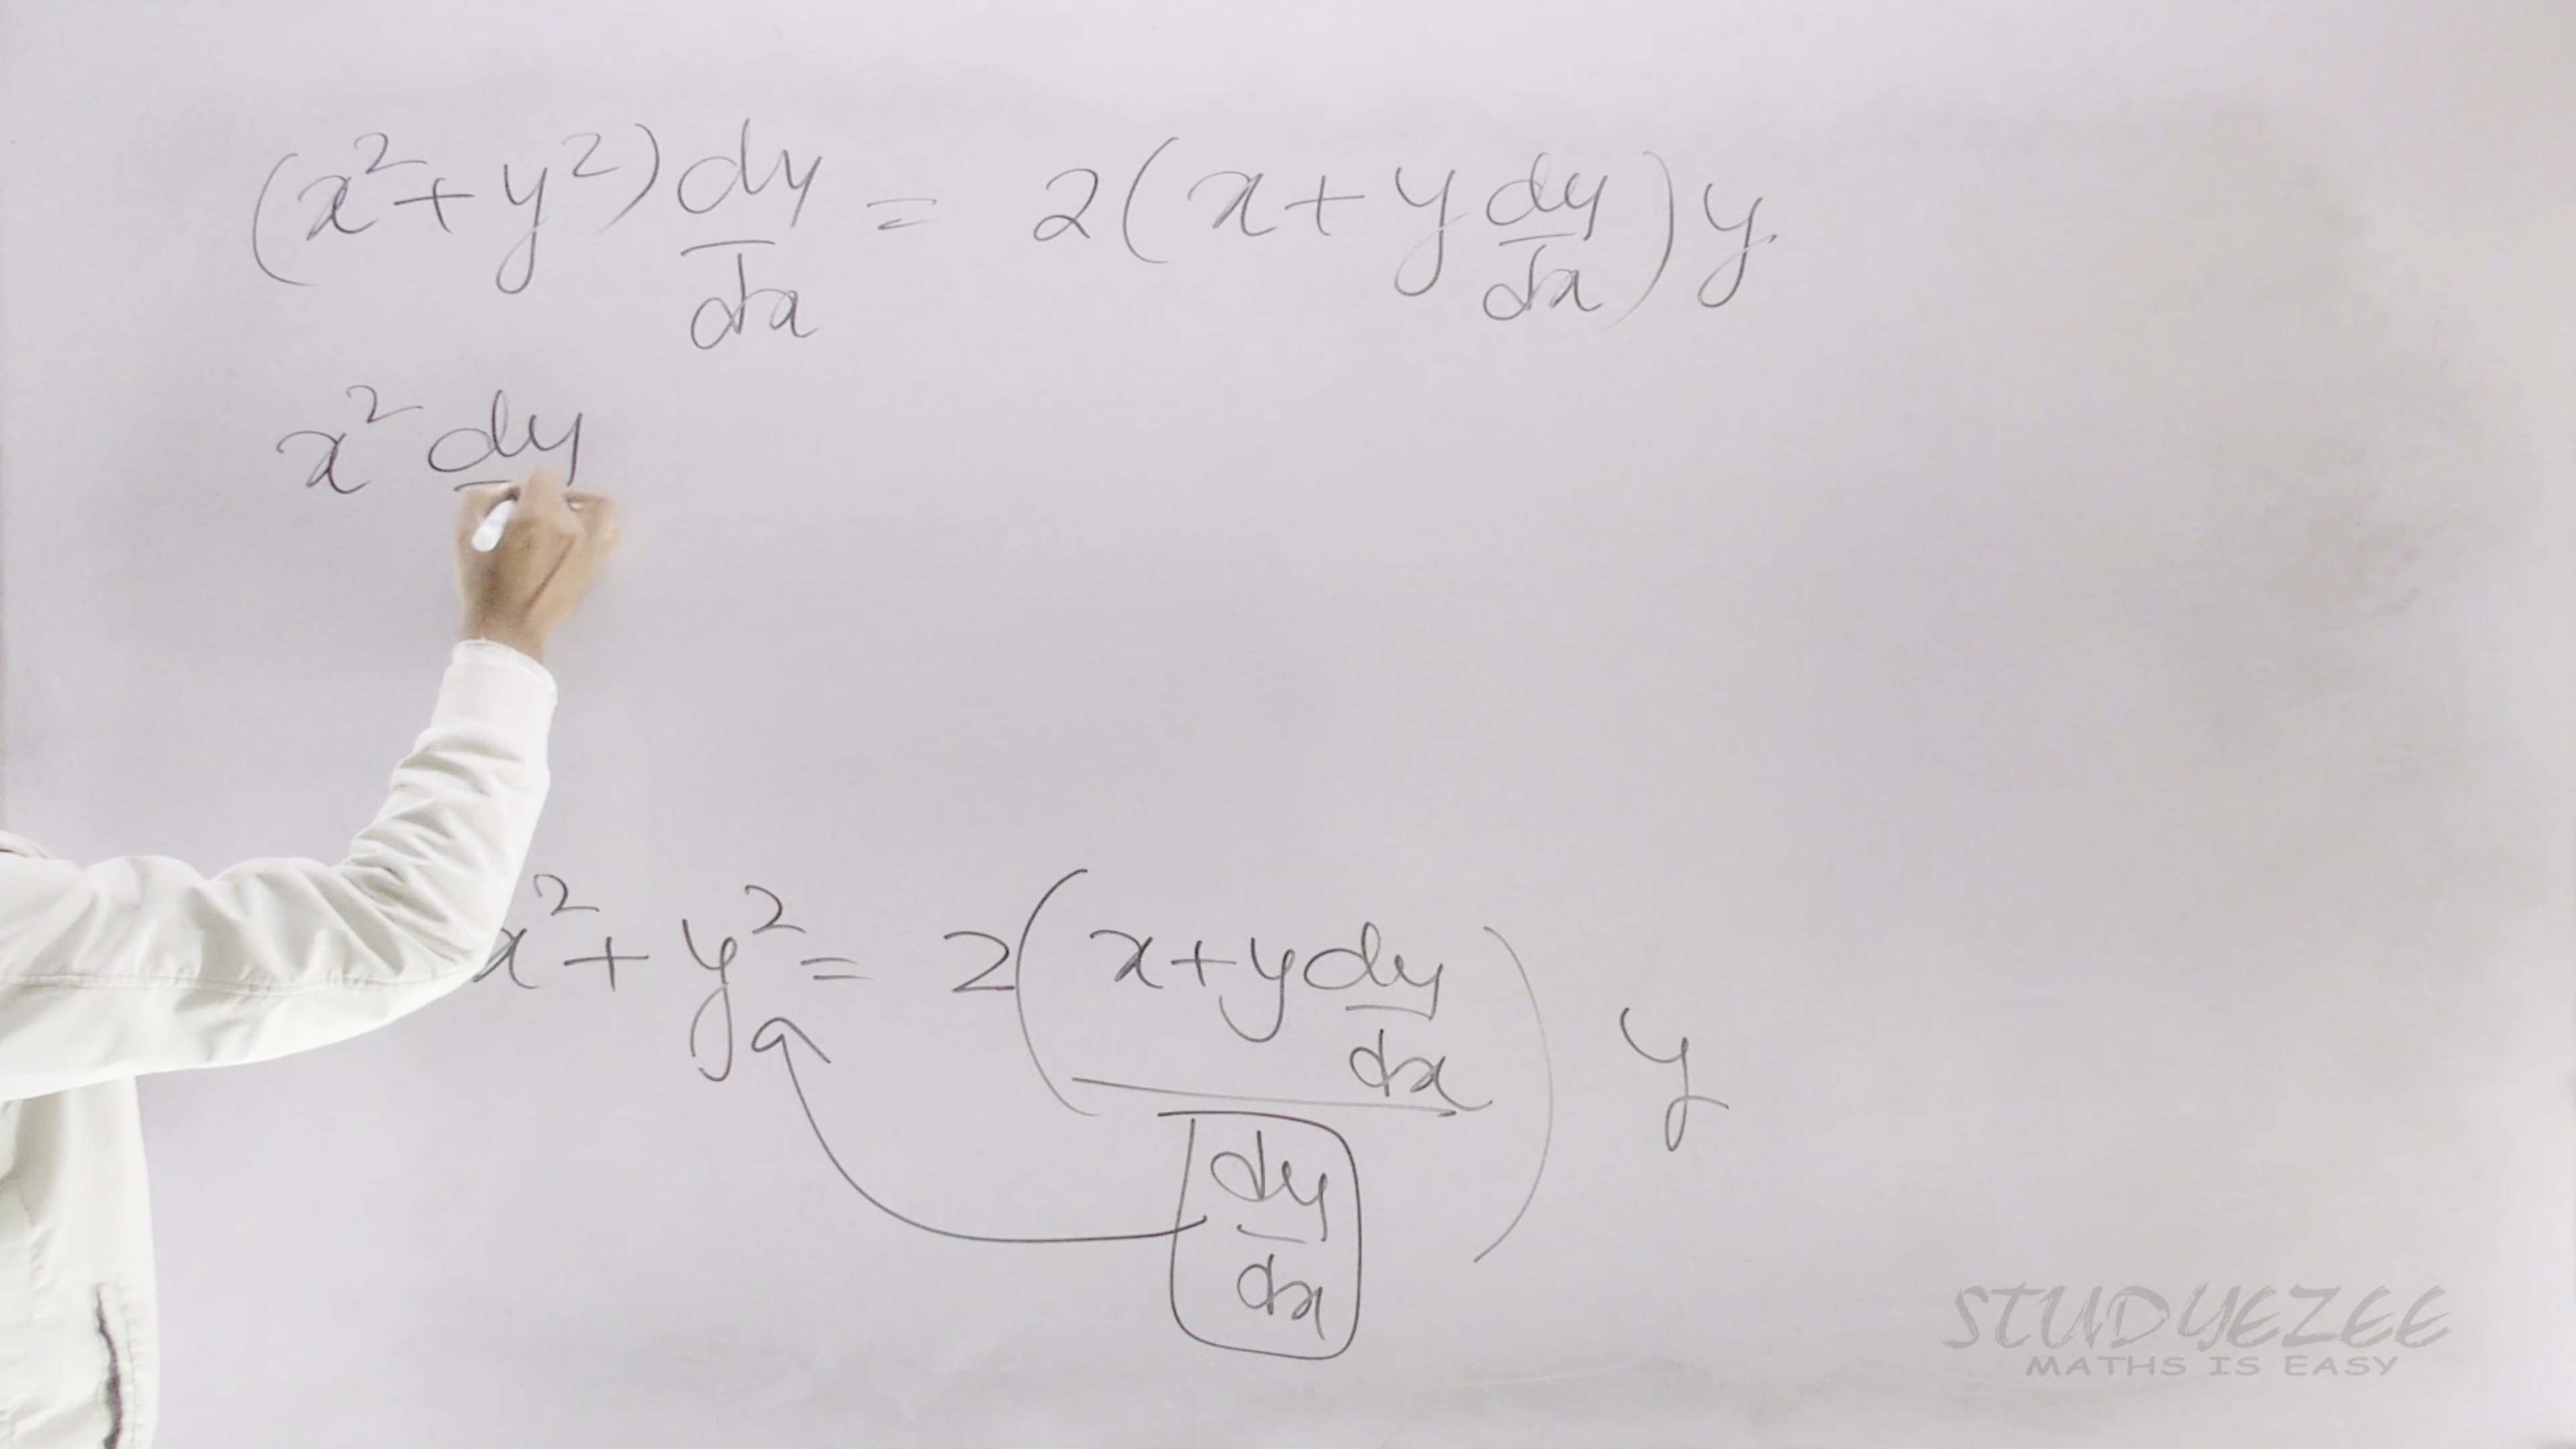 (x²+y²) dy/dx = 2(x+y dy/dx)y
x² dy
x²+y² = 2((x+y dy/dx)/(dy/dx)) y
STUDYEZEE
MATHS IS EASY